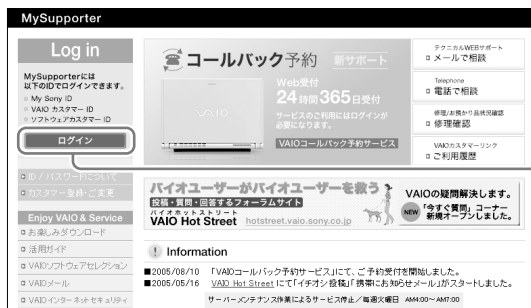 MySupporter
Log in
MySupporterには
以下のIDでログインできます。
My Sony ID
VAIO カスタマー ID
ソフトウェアカスタマー ID
ログイン
ID / パスワードについて
カスタマー登録・ご変更
Enjoy VAIO & Service
お楽しみダウンロード
活用ガイド
VAIOソフトウェアセレクション
VAIOメール
VAIO インターネットセキュリティ
コールバック予約 新サポート
VAIO
Web受付
24時間365日受付
サービスのご利用にはログインが
必要になります。
VAIOコールバック予約サービス
テクニカルWEBサポート
メールで相談
Telephone
電話で相談
修理/お預かり品状況確認
修理確認
VAIOカスタマーリンク
ご利用履歴
バイオユーザーがバイオユーザーを救う
投稿・質問・回答するフォーラムサイト
バイオホットストリート
VAIO Hot Street hotstreet.vaio.sony.co.jp
VAIOの疑問解決します。
NEW 「今すぐ質問」コーナー
新規オープンしました。
Information
■2005/08/10 「VAIOコールバック予約サービス」にて、ご予約受付を開始しました。
■2005/05/16 VAIO Hot Street にて「イチオシ投稿」「携帯にお知らせメール」がスタートしました。
サーバーメンテナンス作業によるサービス停止/毎週火曜日 AM4:00～AM7:00